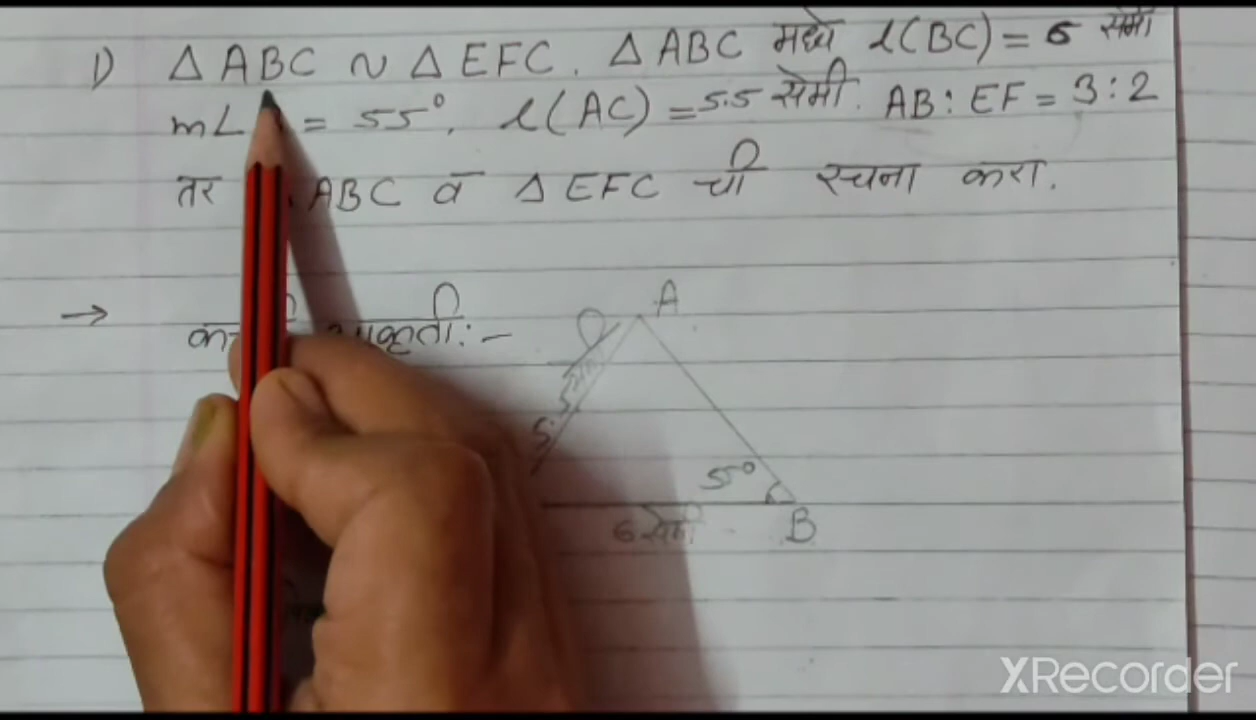 1) △ABC ~ △EFC. △ABC मध्ये l(BC) = 6 सेमी
m∠ = 55°. l(AC) = 5.5 सेमी. AB : EF = 3:2
तर ABC व △EFC ची रचना करा.
→
A
55°
6 सेमी
B
XRecorder